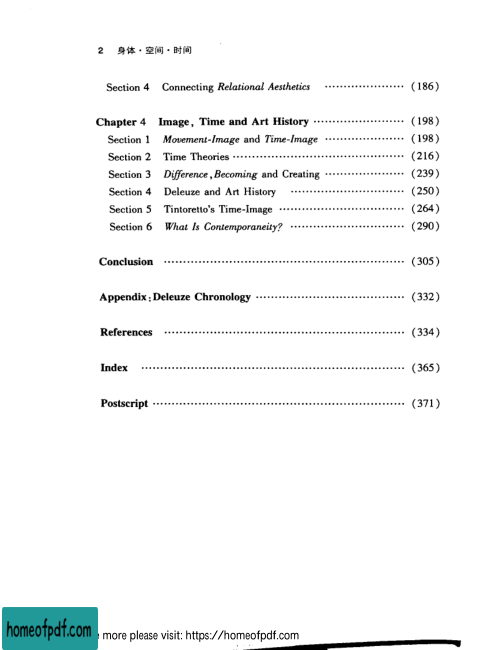 2 身体·空间·时间
Section 4 Connecting Relational Aesthetics ………………… (186)
Chapter 4 Image, Time and Art History …………………… (198)
Section 1 Movement-Image and Time-Image ………………… (198)
Section 2 Time Theories ……………………………………… (216)
Section 3 Difference, Becoming and Creating ………………… (239)
Section 4 Deleuze and Art History ………………………… (250)
Section 5 Tintoretto's Time-Image …………………………… (264)
Section 6 What Is Contemporaneity? ………………………… (290)
Conclusion ……………………………………………………… (305)
Appendix: Deleuze Chronology ………………………………… (332)
References ……………………………………………………… (334)
Index …………………………………………………………… (365)
Postscript ………………………………………………………… (371)
homeofpdf.com more please visit: https://homeofpdf.com